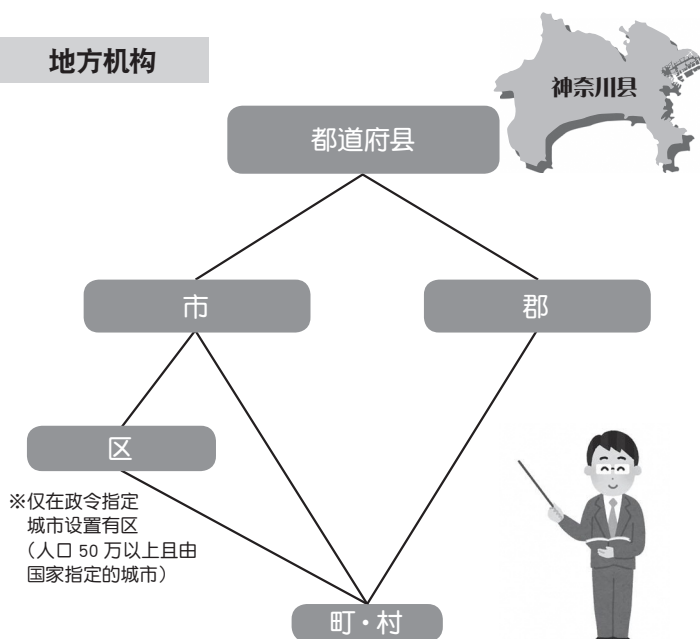 地方机构
神奈川县
都道府县
市
郡
区
※仅在政令指定
城市设置有区
（人口 50 万以上且由
国家指定的城市）
町・村